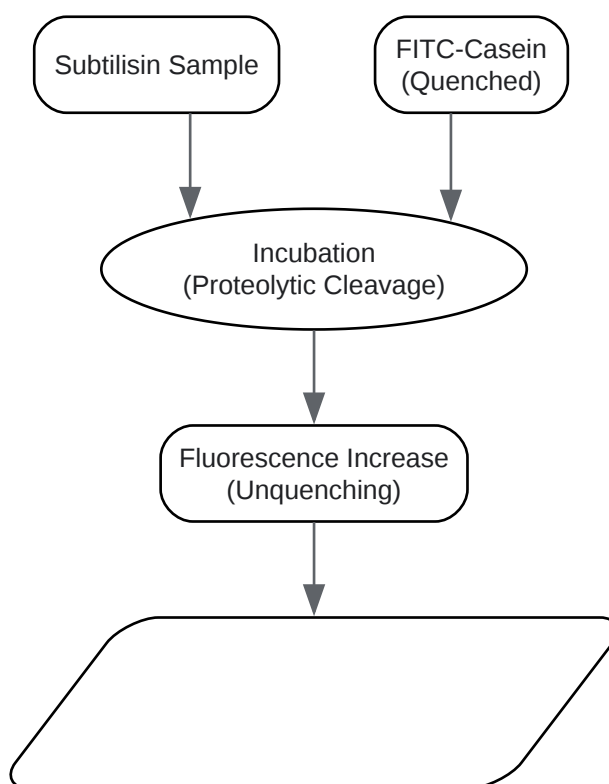 Subtilisin Sample
FITC-Casein
(Quenched)
Incubation
(Proteolytic Cleavage)
Fluorescence Increase
(Unquenching)